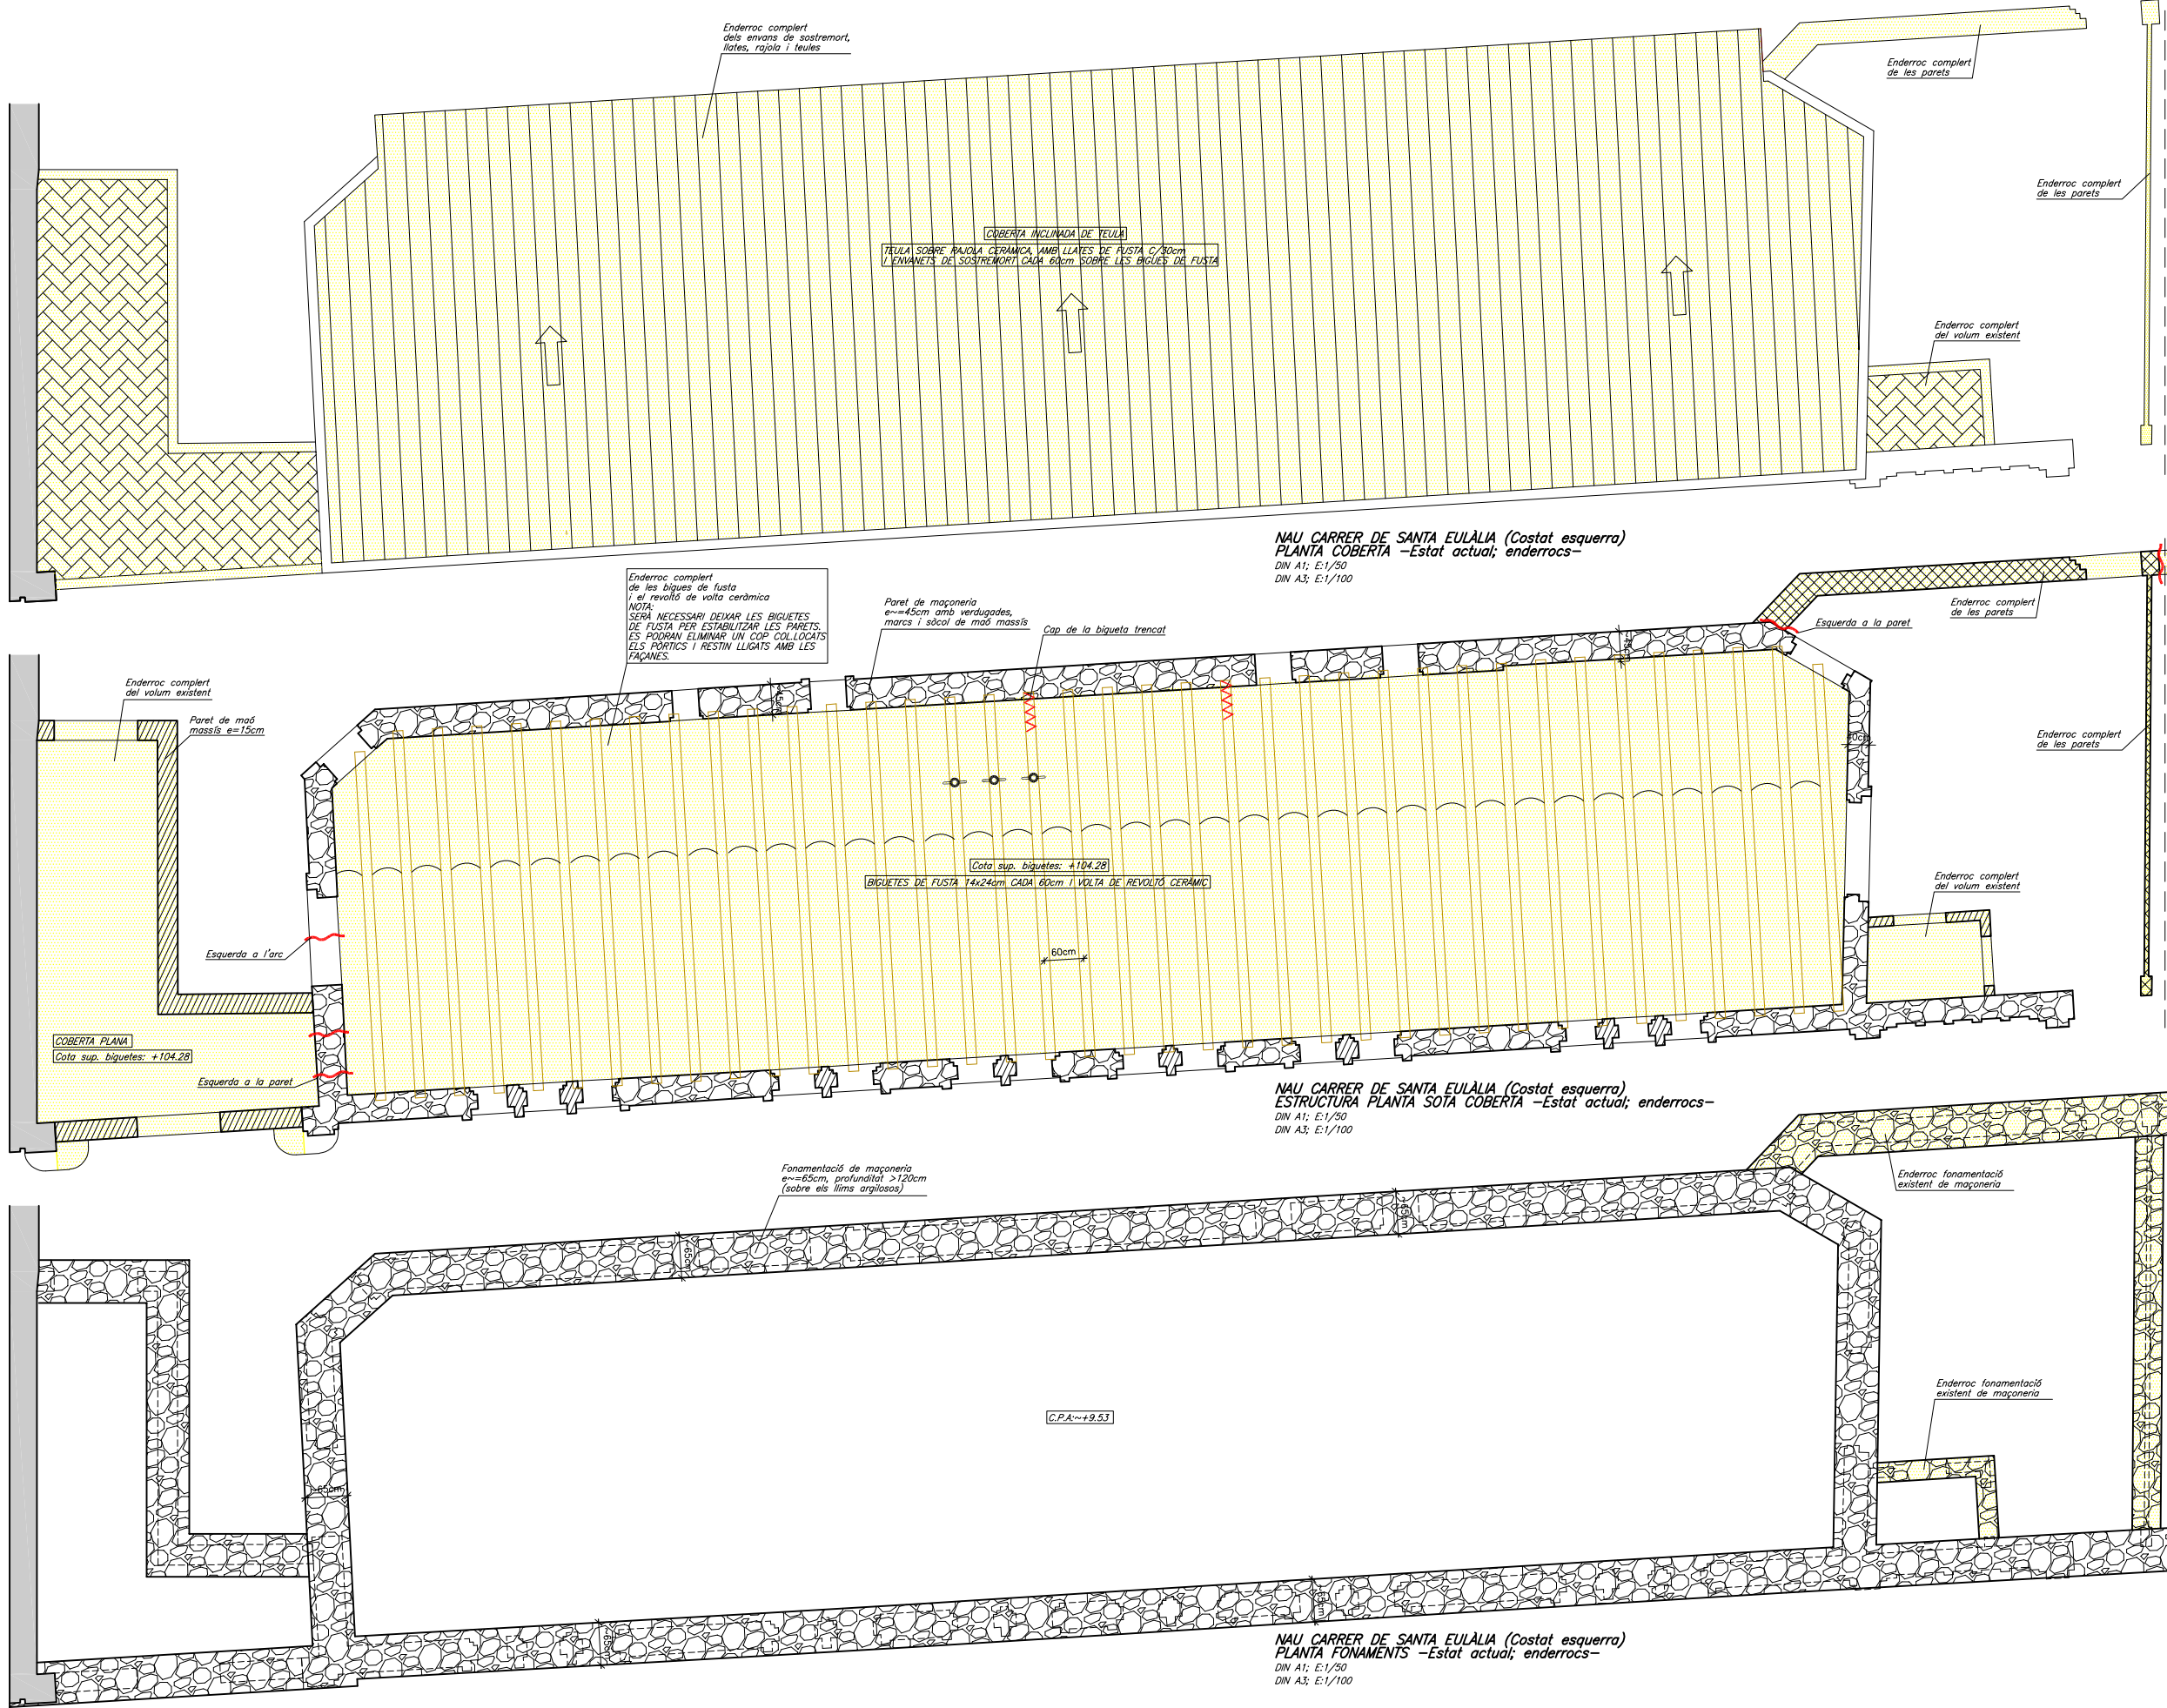 Enderroc complert
dels envans de sostremort,
llates, rajola i teules
Enderroc complert
de les parets
Enderroc complert
de les parets
COBERTA INCLINADA DE TEULA
TEULA SOBRE RAJOLA CERÀMICA, AMB LLATES DE FUSTA C/30cm
I ENVANETS DE SOSTREMORT CADA 60cm SOBRE LES BIGUES DE FUSTA
Enderroc complert
del volum existent
NAU CARRER DE SANTA EULÀLIA (Costat esquerra)
PLANTA COBERTA -Estat actual; enderrocs-
DIN A1; E:1/50
DIN A3; E:1/100
Enderroc complert
de les bigues de fusta
i el revoltó de volta ceràmica
NOTA:
SERÀ NECESSARI DEIXAR LES BIGUETES
DE FUSTA PER ESTABILITZAR LES PARETS.
ES PODRAN ELIMINAR UN COP COL.LOCATS
ELS PÒRTICS I RESTIN LLIGATS AMB LES
FAÇANES.
Paret de maçoneria
e~=45cm amb verdugades,
marcs i sòcol de maó massís
Cap de la bigueta trencat
Enderroc complert
de les parets
Esquerda a la paret
~45cm
~45cm
Enderroc complert
del volum existent
Paret de maó
massís e=15cm
40cm
Enderroc complert
de les parets
Cota sup. biguetes: +104.28
BIGUETES DE FUSTA 14x24cm CADA 60cm I VOLTA DE REVOLTÓ CERÀMIC
Enderroc complert
del volum existent
Esquerda a l'arc
60cm
COBERTA PLANA
Cota sup. biguetes: +104.28
Esquerda a la paret
NAU CARRER DE SANTA EULÀLIA (Costat esquerra)
ESTRUCTURA PLANTA SOTA COBERTA -Estat actual; enderrocs-
DIN A1; E:1/50
DIN A3; E:1/100
Fonamentació de maçoneria
e~=65cm, profunditat >120cm
(sobre els llims argilosos)
Enderroc fonamentació
existent de maçoneria
~65cm
~65cm
Enderroc fonamentació
existent de maçoneria
C.P.A:~+9.53
~65cm
~65cm
~65cm
NAU CARRER DE SANTA EULÀLIA (Costat esquerra)
PLANTA FONAMENTS -Estat actual; enderrocs-
DIN A1; E:1/50
DIN A3; E:1/100